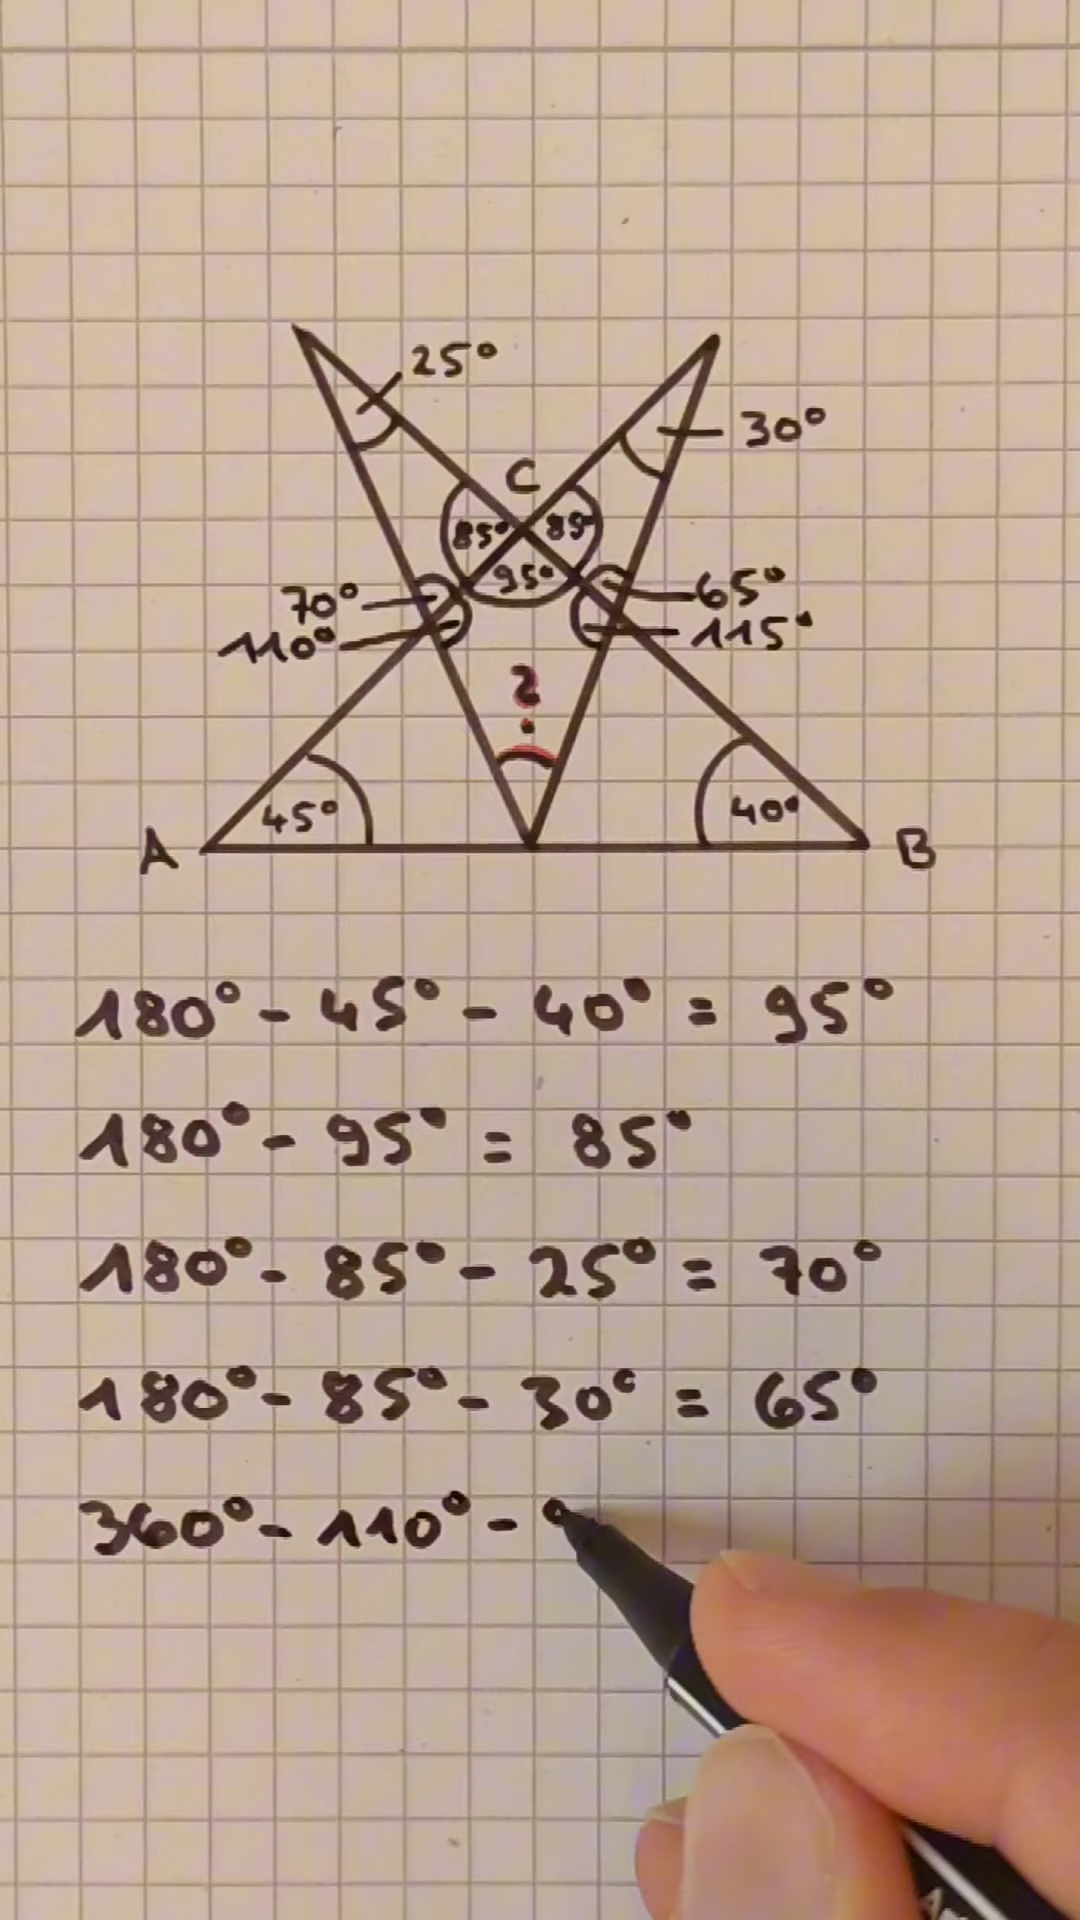 25°
30°
C
85° 85°
95°
70° 65°
110° 115°
?
45° 40°
A B
180° - 45° - 40° = 95°
180° - 95° = 85°
180° - 85° - 25° = 70°
180° - 85° - 30° = 65°
360° - 110° -